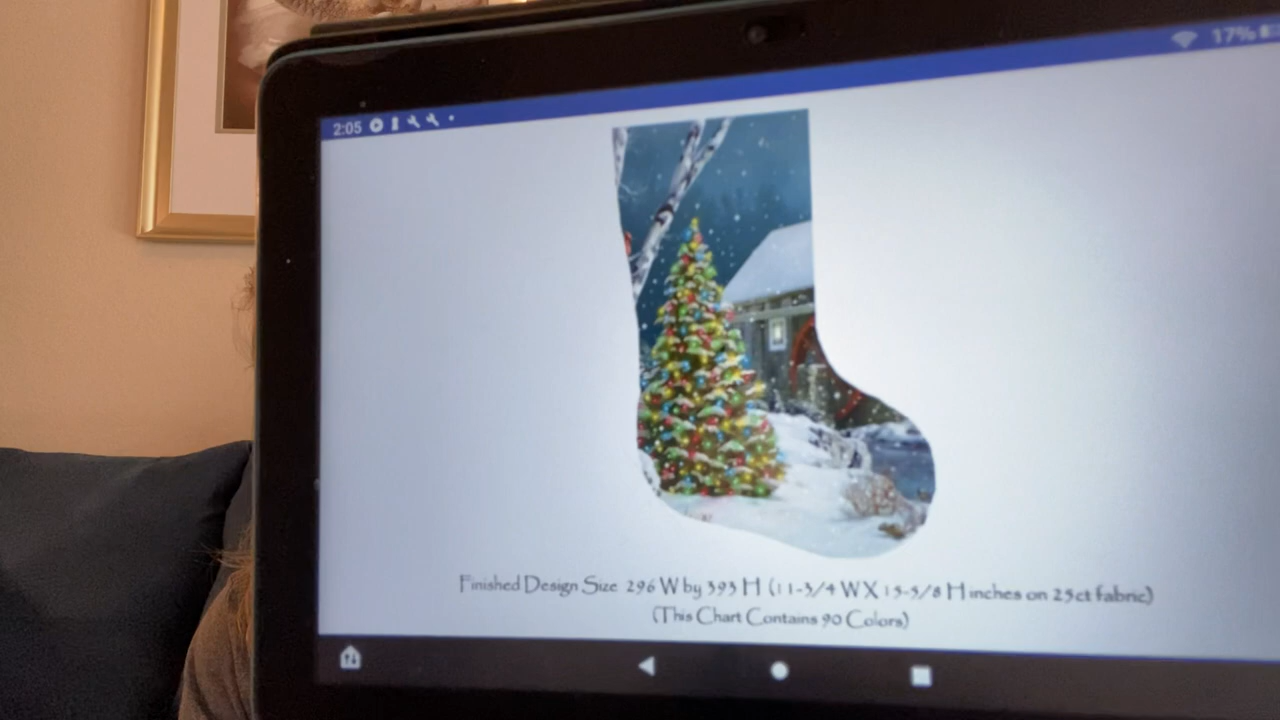 17%
2:05
Finished Design Size 296 W by 393 H (11-3/4 W X 15-5/8 H inches on 25ct fabric)
(This Chart Contains 90 Colors)